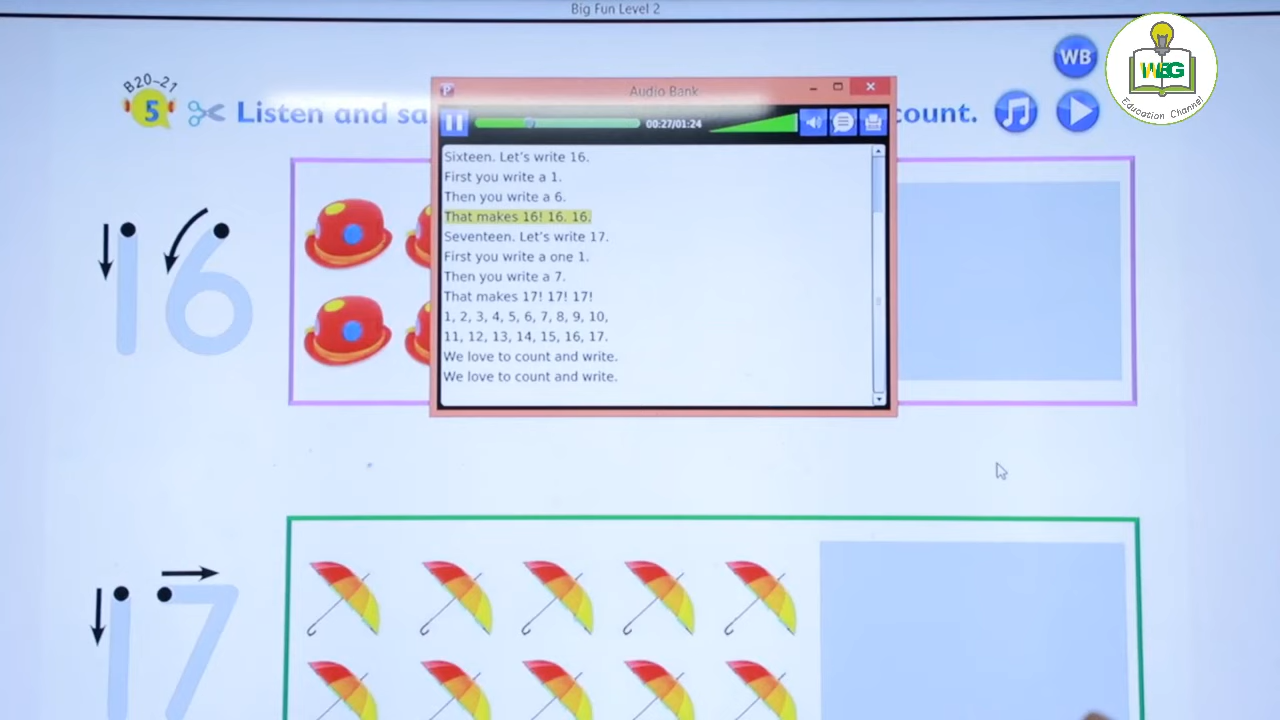 Big Fun Level 2
WB
WBG
Education Channel
B20-21
5
Listen and sa
count.
Audio Bank
00:27/01:24
Sixteen. Let's write 16.
First you write a 1.
Then you write a 6.
That makes 16! 16. 16.
Seventeen. Let's write 17.
First you write a one 1.
Then you write a 7.
That makes 17! 17! 17!
1, 2, 3, 4, 5, 6, 7, 8, 9, 10,
11, 12, 13, 14, 15, 16, 17.
We love to count and write.
We love to count and write.
16
17